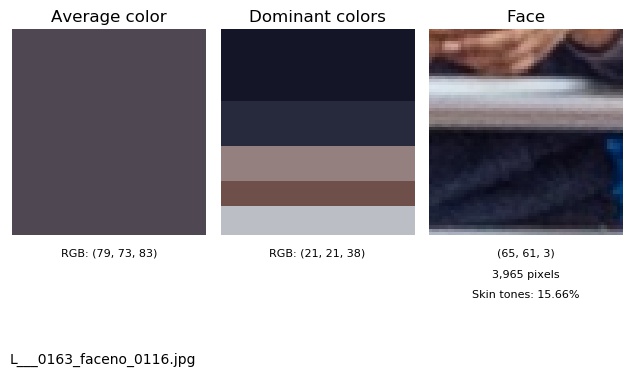 Average color
Dominant colors
Face
RGB: (79, 73, 83)
RGB: (21, 21, 38)
(65, 61, 3)
3,965 pixels
Skin tones: 15.66%
L___0163_faceno_0116.jpg